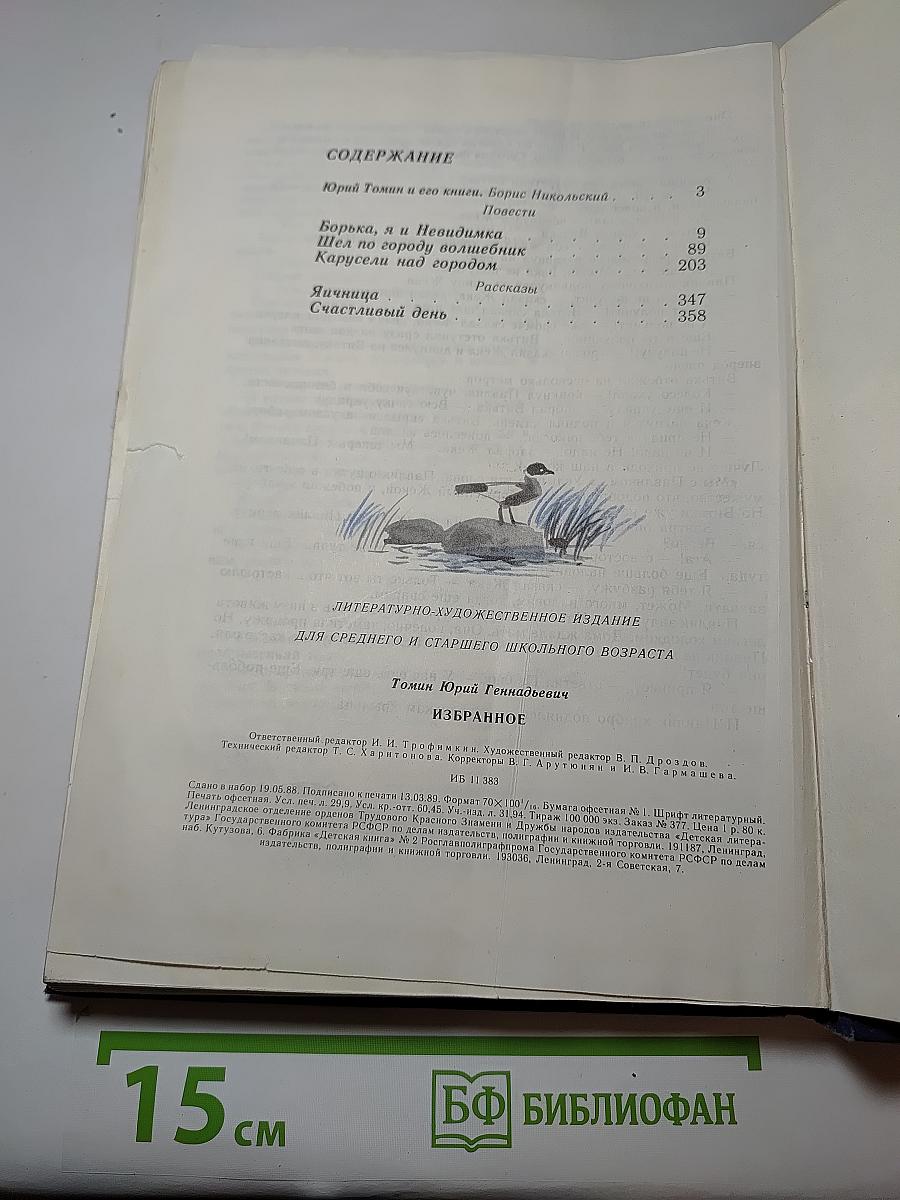 СОДЕРЖАНИЕ
Юрий Томин и его книги. Борис Никольский . . . . 3
Повести
Борька, я и Невидимка . . . . . . . 9
Шел по городу волшебник . . . . . . 89
Карусели над городом . . . . . . . 203
Рассказы
Яичница . . . . . . . . . . . 347
Счастливый день . . . . . . . . . 358
ЛИТЕРАТУРНО-ХУДОЖЕСТВЕННОЕ ИЗДАНИЕ
ДЛЯ СРЕДНЕГО И СТАРШЕГО ШКОЛЬНОГО ВОЗРАСТА
Томин Юрий Геннадьевич
ИЗБРАННОЕ
Ответственный редактор И. И. Трофимкин. Художественный редактор В. П. Дроздов.
Технический редактор Т. С. Харитонова. Корректоры В. Г. Арутюнян и И. В. Гармашева.
ИБ 11 383
Сдано в набор 19.05.88. Подписано к печати 13.03.89. Формат 70×100¹/₁₆. Бумага офсетная № 1. Шрифт литературный.
Печать офсетная. Усл. печ. л. 29,9. Усл. кр.-отт. 60,45. Уч.-изд. л. 31,94. Тираж 100 000 экз. Заказ № 377. Цена 1 р. 80 к.
Ленинградское отделение орденов Трудового Красного Знамени и Дружбы народов издательства «Детская литера-
тура» Государственного комитета РСФСР по делам издательств, полиграфии и книжной торговли. 191187, Ленинград,
наб. Кутузова, 6. Фабрика «Детская книга» № 2 Росглавполиграфпрома Государственного комитета РСФСР по делам
издательств, полиграфии и книжной торговли. 193036, Ленинград, 2-я Советская, 7.
15 см
БФ БИБЛИОФАН